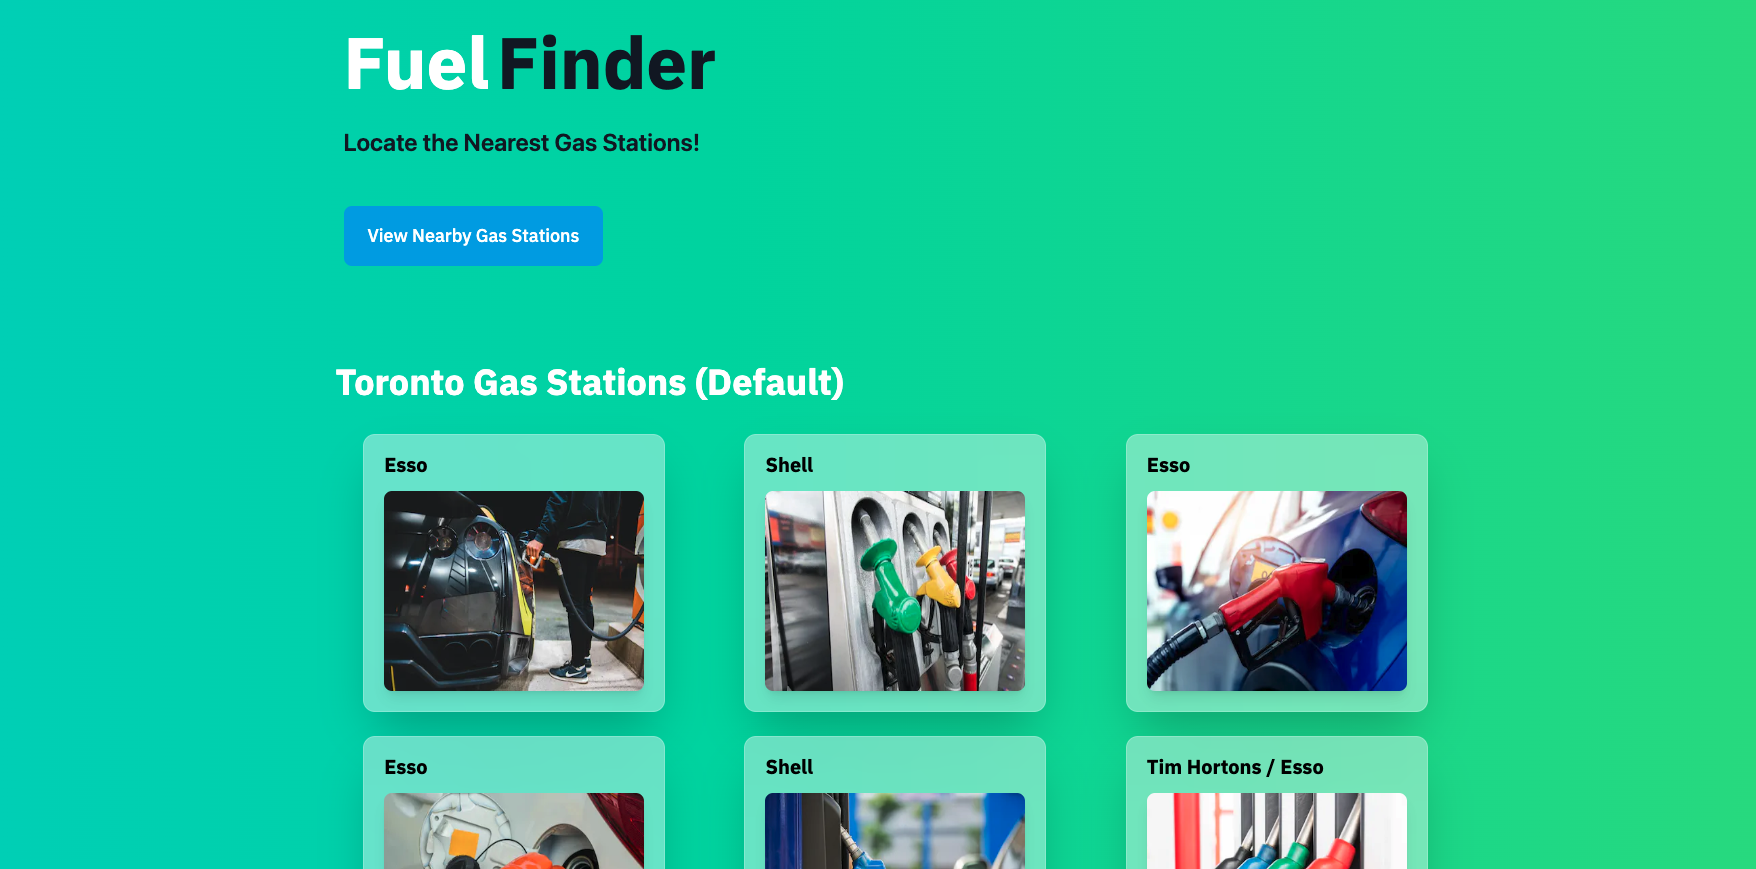 Fuel Finder
Locate the Nearest Gas Stations!
View Nearby Gas Stations
Toronto Gas Stations (Default)
Esso
Shell
Esso
Esso
Shell
Tim Hortons / Esso